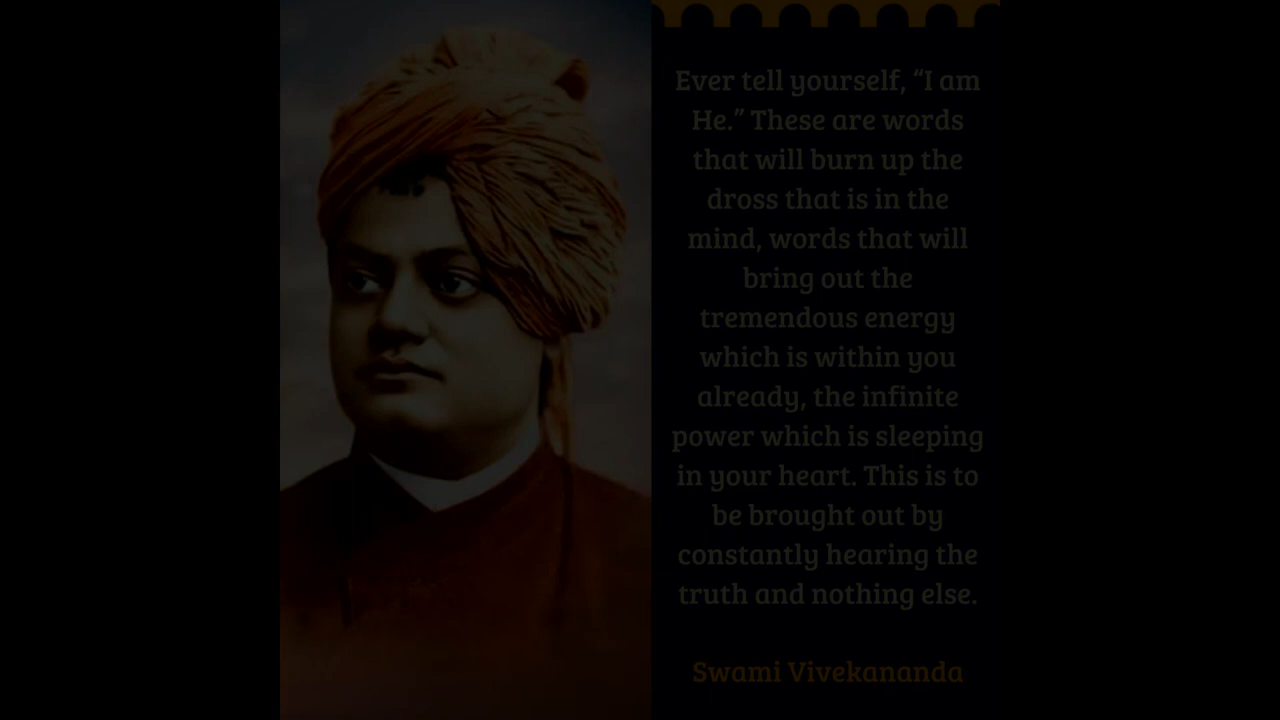 Ever tell yourself, “I am
He.” These are words
that will burn up the
dross that is in the
mind, words that will
bring out the
tremendous energy
which is within you
already, the infinite
power which is sleeping
in your heart. This is to
be brought out by
constantly hearing the
truth and nothing else.
Swami Vivekananda